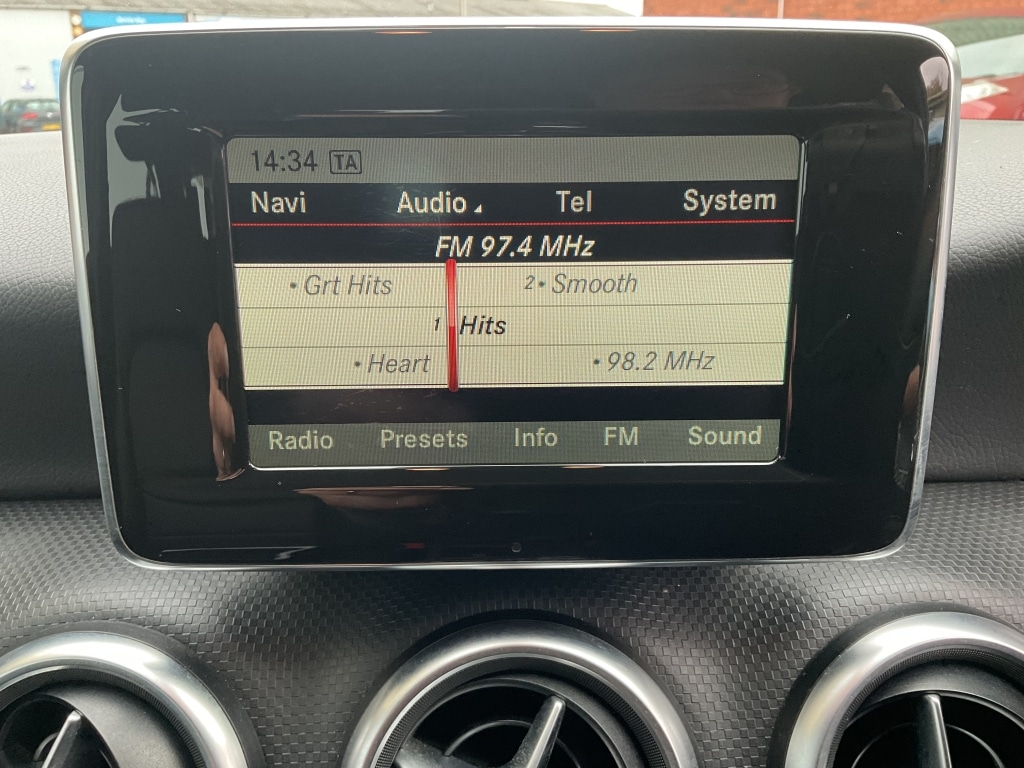 14:34 TA
Navi Audio Tel System
FM 97.4 MHz
• Grt Hits 2 • Smooth
1 Hits
• Heart • 98.2 MHz
Radio Presets Info FM Sound